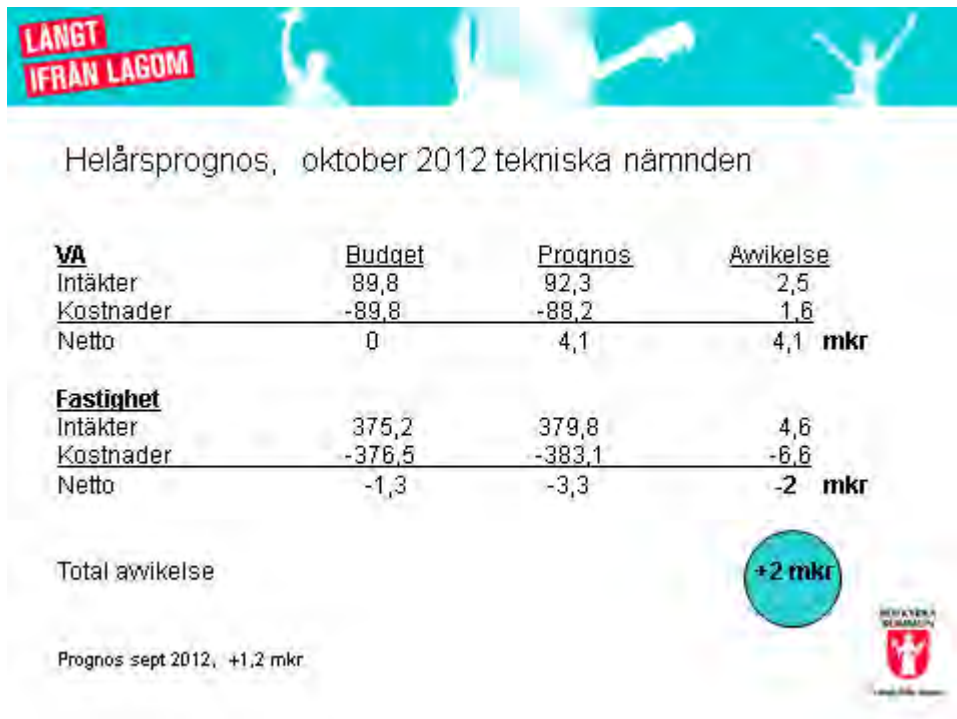 LÅNGT
IFRÅN LAGOM
Helårsprognos, oktober 2012 tekniska nämnden
VA Budget Prognos Avvikelse
Intäkter 89,8 92,3 2,5
Kostnader -89,8 -88,2 1,6
Netto 0 4,1 4,1 mkr
Fastighet
Intäkter 375,2 379,8 4,6
Kostnader -376,5 -383,1 -6,6
Netto -1,3 -3,3 -2 mkr
Total avvikelse +2 mkr
Prognos sept 2012, +1,2 mkr
KOMMUN